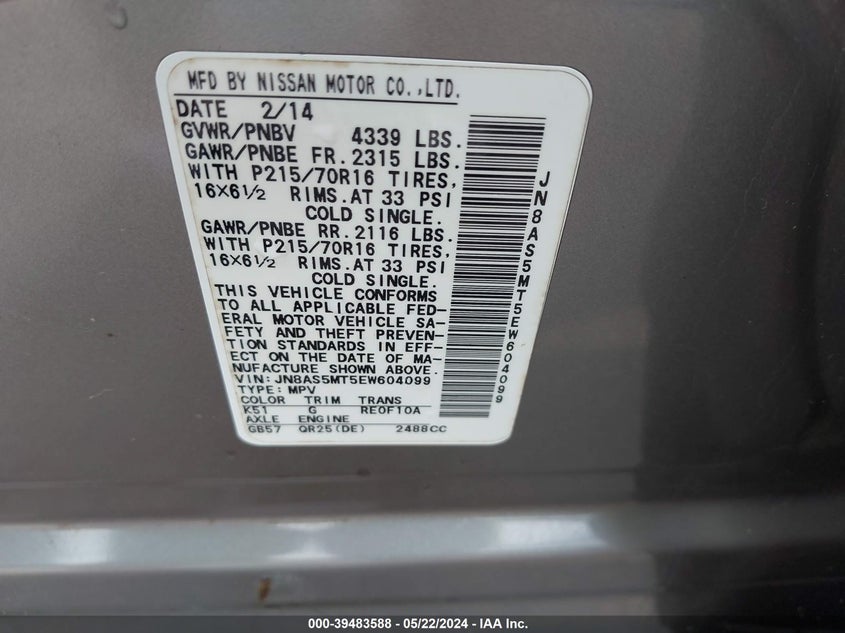 MFD BY NISSAN MOTOR CO.,LTD.
DATE 2/14
GVWR/PNBV 4339 LBS.
GAWR/PNBE FR. 2315 LBS.
WITH P215/70R16 TIRES,
16X6½ RIMS.AT 33 PSI
COLD SINGLE.
GAWR/PNBE RR. 2116 LBS.
WITH P215/70R16 TIRES,
16X6½ RIMS.AT 33 PSI
COLD SINGLE.
THIS VEHICLE CONFORMS
TO ALL APPLICABLE FED-
ERAL MOTOR VEHICLE SA-
FETY AND THEFT PREVEN-
TION STANDARDS IN EFF-
ECT ON THE DATE OF MA-
NUFACTURE SHOWN ABOVE.
VIN: JN8AS5MT5EW604099
TYPE: MPV
COLOR TRIM TRANS
K51 G RE0F10A
AXLE ENGINE
GB57 QR25(DE) 2488CC
JN8AS5MT5EW604099
000-39483588 - 05/22/2024 - IAA Inc.